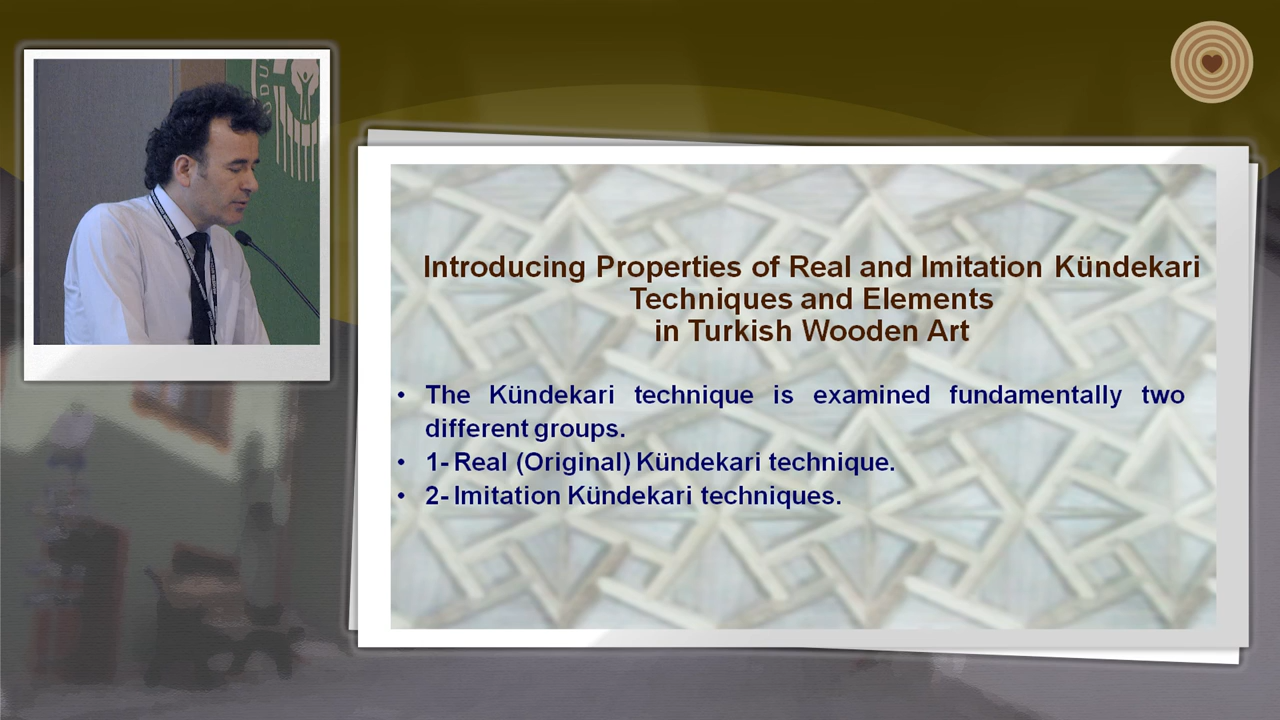 SDU
Introducing Properties of Real and Imitation Kündekari
Techniques and Elements
in Turkish Wooden Art
• The Kündekari technique is examined fundamentally two
different groups.
• 1- Real (Original) Kündekari technique.
• 2- Imitation Kündekari techniques.